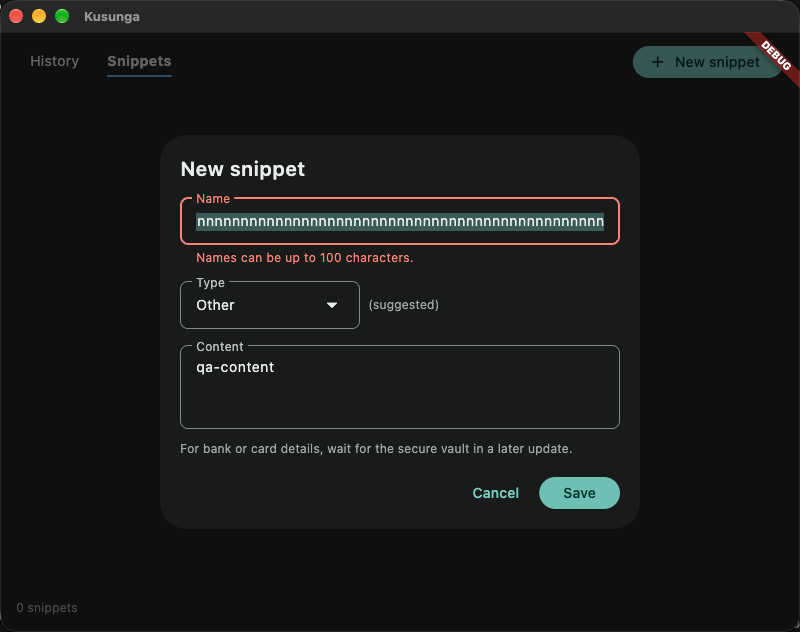 Kusunga
History
Snippets
+ New snippet
DEBUG
New snippet
Name
nnnnnnnnnnnnnnnnnnnnnnnnnnnnnnnnnnnnnnnnnnnnnnn
Names can be up to 100 characters.
Type
Other
(suggested)
Content
qa-content
For bank or card details, wait for the secure vault in a later update.
Cancel
Save
0 snippets